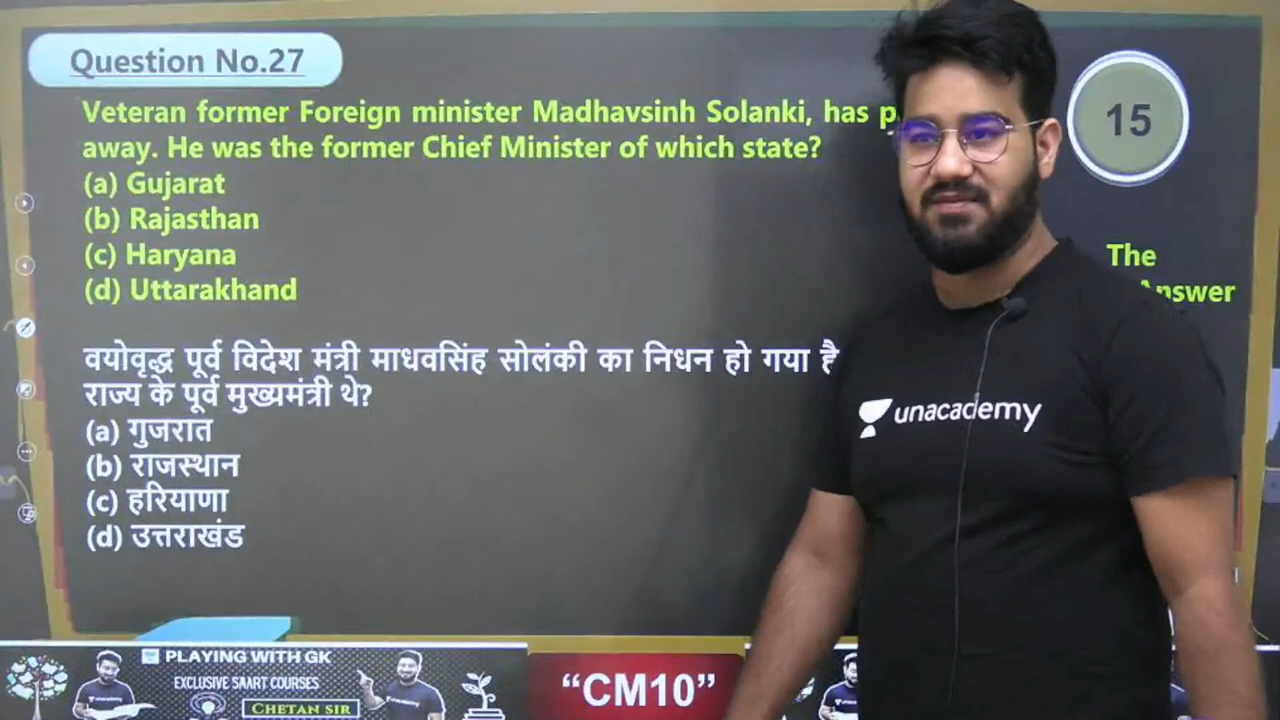 Question No.27
Veteran former Foreign minister Madhavsinh Solanki, has
away. He was the former Chief Minister of which state?
(a) Gujarat
(b) Rajasthan
(c) Haryana
(d) Uttarakhand
15
The
Answer
वयोवृद्ध पूर्व विदेश मंत्री माधवसिंह सोलंकी का निधन हो गया है
राज्य के पूर्व मुख्यमंत्री थे?
(a) गुजरात
(b) राजस्थान
(c) हरियाणा
(d) उत्तराखंड
unacademy
PLAYING WITH GK
EXCLUSIVE SAART COURSES
CHETAN SIR
“CM10”